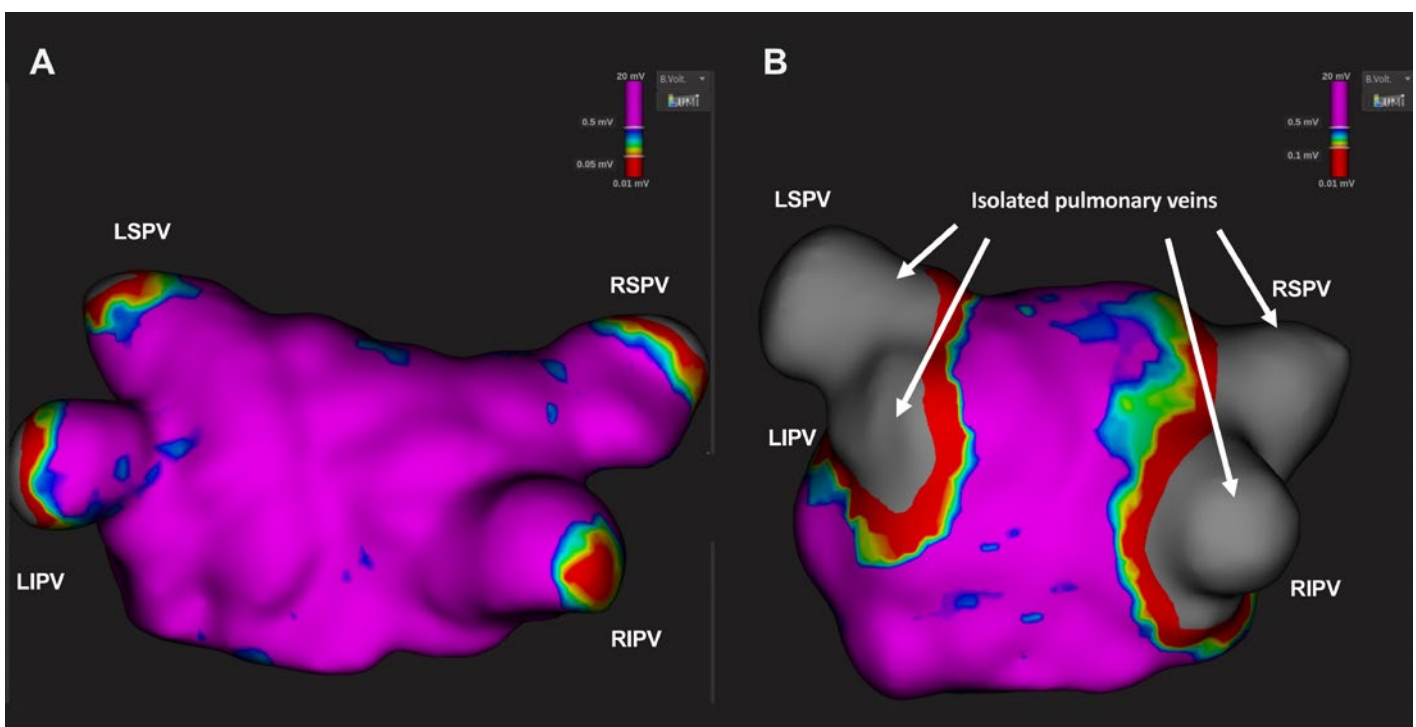 A
20 mV
B.Volt.
0.5 mV
0.05 mV
0.01 mV
LSPV
RSPV
LIPV
RIPV
B
20 mV
B.Volt.
0.5 mV
0.1 mV
0.01 mV
LSPV
Isolated pulmonary veins
RSPV
LIPV
RIPV